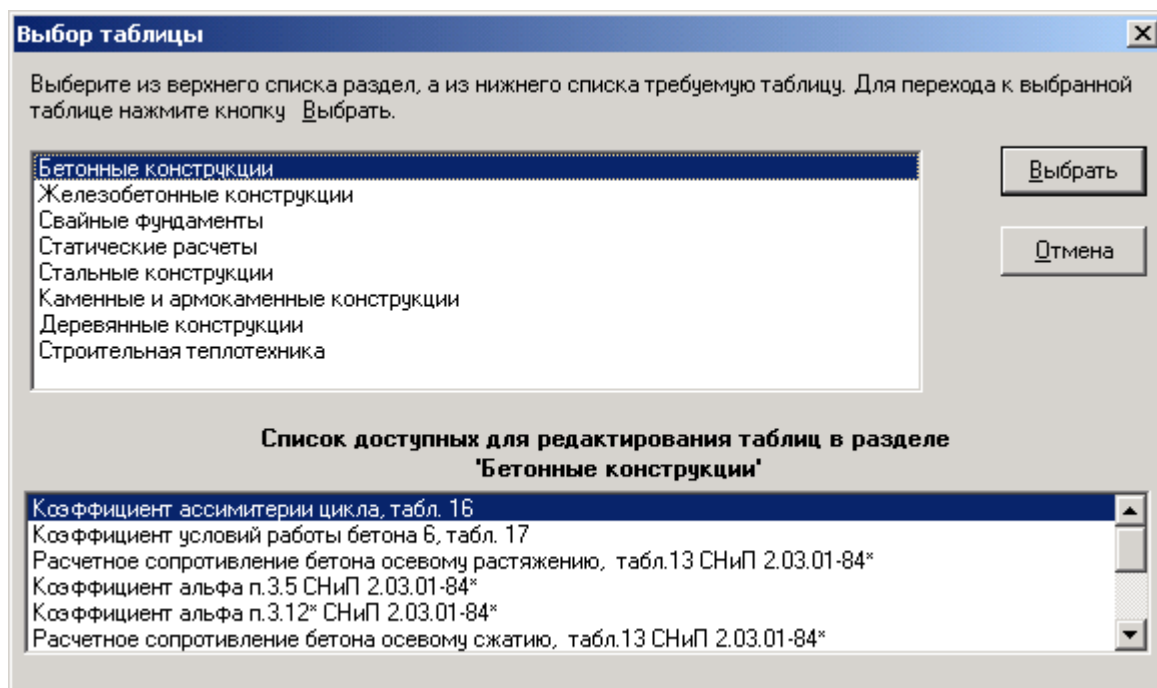 Выбор таблицы
Выберите из верхнего списка раздел, а из нижнего списка требуемую таблицу. Для перехода к выбранной
таблице нажмите кнопку Выбрать.
Бетонные конструкции
Железобетонные конструкции
Свайные фундаменты
Статические расчеты
Стальные конструкции
Каменные и армокаменные конструкции
Деревянные конструкции
Строительная теплотехника
Выбрать
Отмена
Список доступных для редактирования таблиц в разделе
'Бетонные конструкции'
Коэффициент ассимитерии цикла, табл. 16
Коэффициент условий работы бетона 6, табл. 17
Расчетное сопротивление бетона осевому растяжению, табл.13 СНиП 2.03.01-84*
Коэффициент альфа п.3.5 СНиП 2.03.01-84*
Коэффициент альфа п.3.12* СНиП 2.03.01-84*
Расчетное сопротивление бетона осевому сжатию, табл.13 СНиП 2.03.01-84*